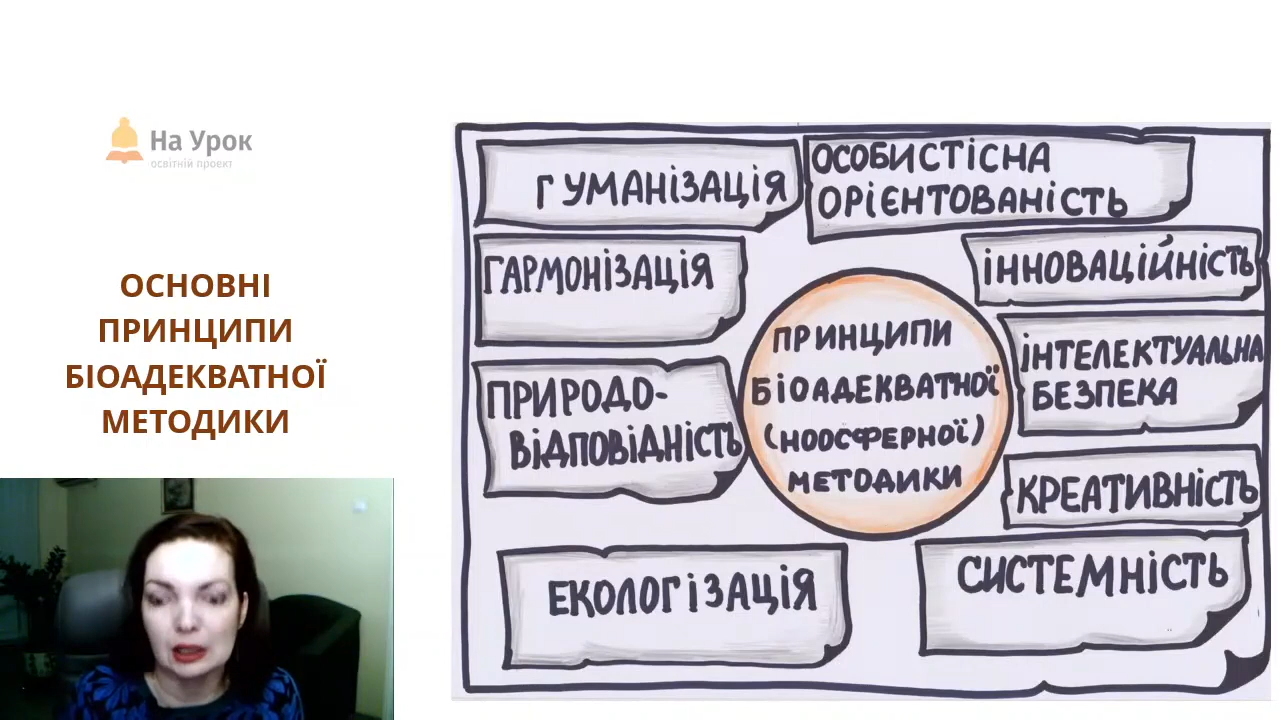 На Урок
освітній проект
ОСНОВНІ
ПРИНЦИПИ
БІОАДЕКВАТНОЇ
МЕТОДИКИ
ГУМАНІЗАЦІЯ
ОСОБИСТІСНА
ОРІЄНТОВАНІСТЬ
ГАРМОНІЗАЦІЯ
ІННОВАЦІЙНІСТЬ
ПРИРОДО-
ВІДПОВІДНІСТЬ
ПРИНЦИПИ
БІОАДЕКВАТНОЇ
(НООСФЕРНОЇ)
МЕТОДИКИ
ІНТЕЛЕКТУАЛЬНА
БЕЗПЕКА
КРЕАТИВНІСТЬ
ЕКОЛОГІЗАЦІЯ
СИСТЕМНІСТЬ